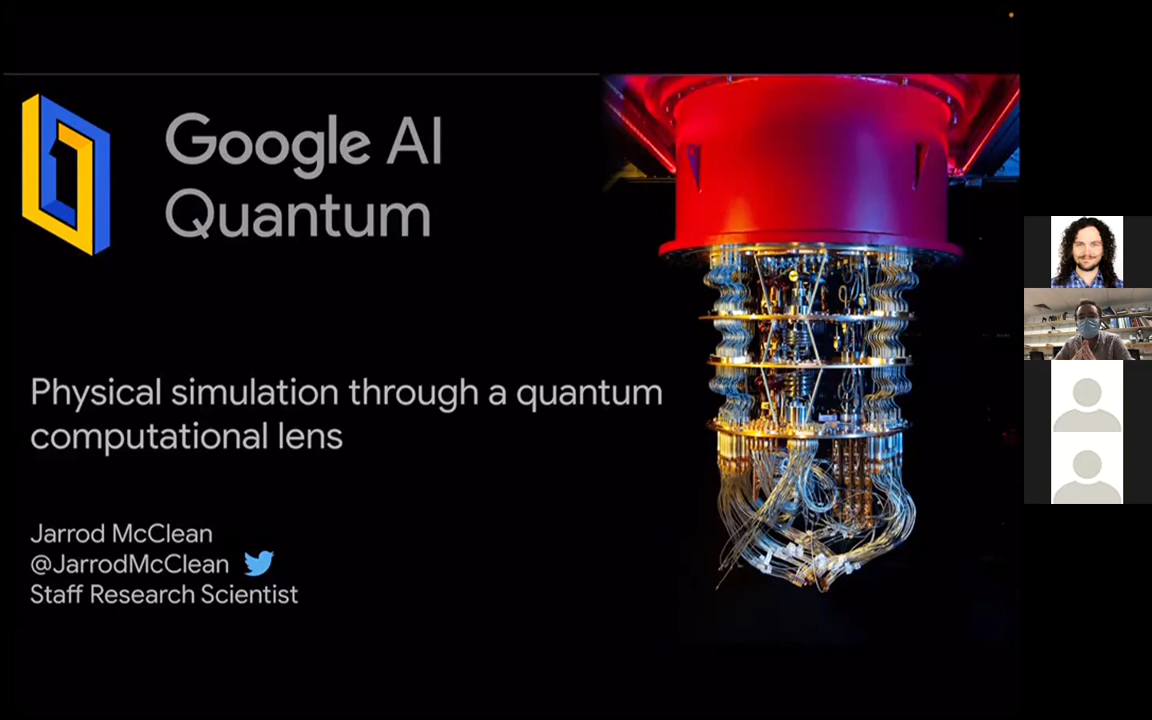 Google AI
Quantum
Physical simulation through a quantum
computational lens
Jarrod McClean
@JarrodMcClean
Staff Research Scientist